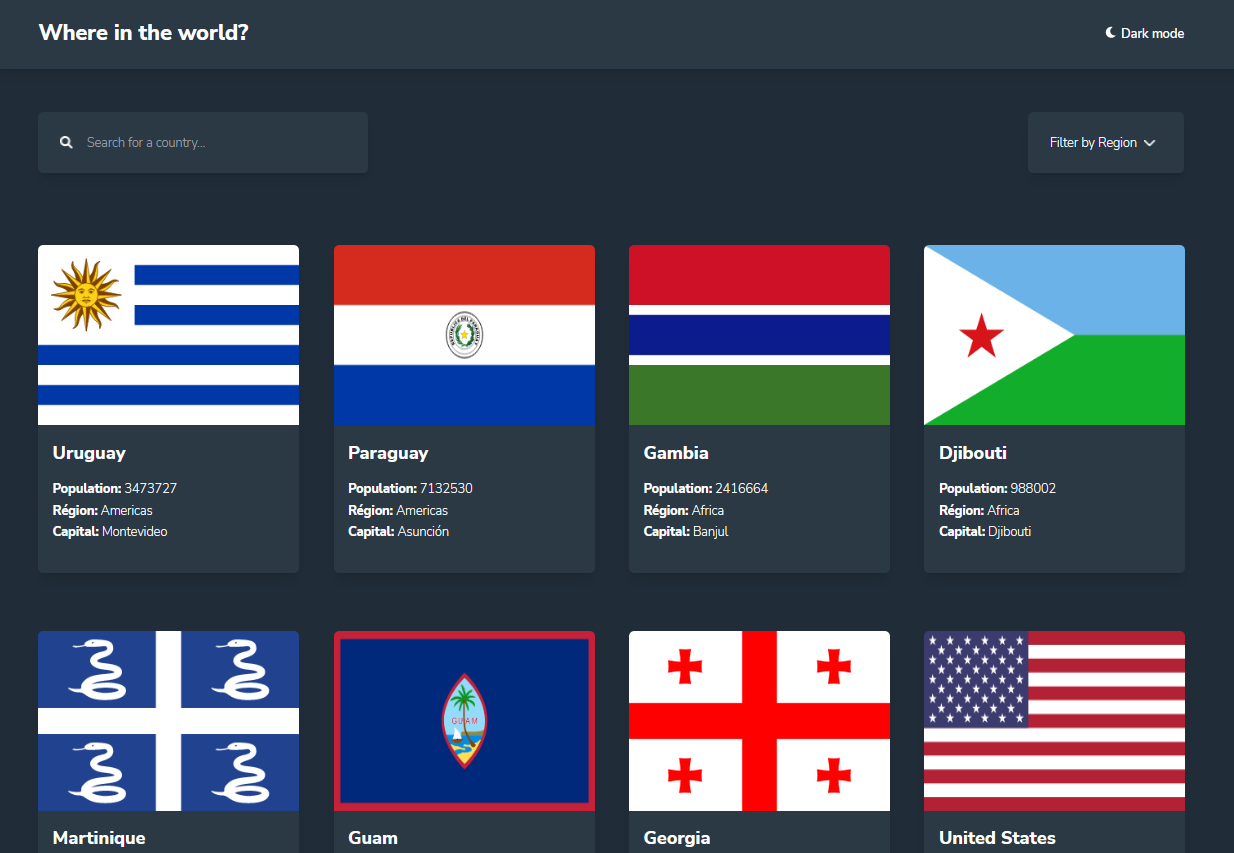 Where in the world?
Dark mode
Search for a country...
Filter by Region
Uruguay
Population: 3473727
Région: Americas
Capital: Montevideo
Paraguay
Population: 7132530
Région: Americas
Capital: Asunción
Gambia
Population: 2416664
Région: Africa
Capital: Banjul
Djibouti
Population: 988002
Région: Africa
Capital: Djibouti
GUAM
Martinique
Guam
Georgia
United States